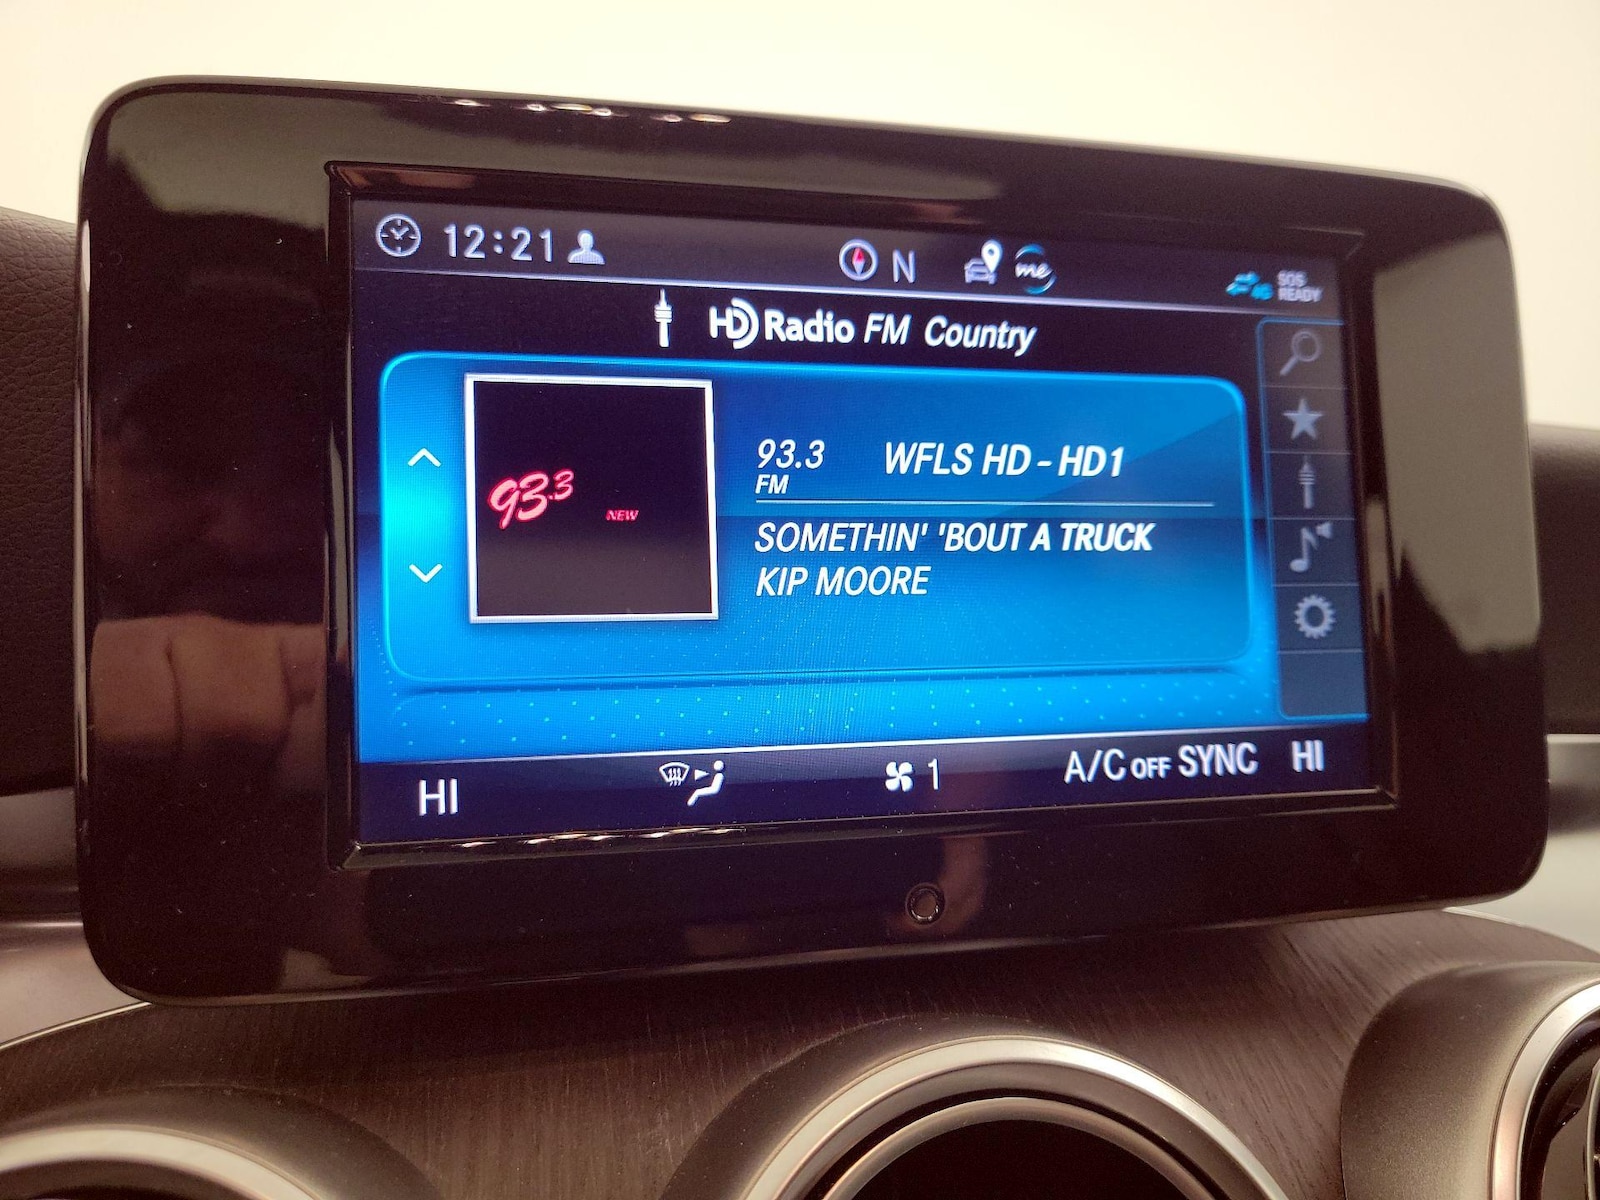 12:21 N me SOS
READY
HD Radio FM Country
93.3 WFLS HD - HD1
FM
93.3 NEW
SOMETHIN' 'BOUT A TRUCK
KIP MOORE
HI 1 A/C OFF SYNC HI